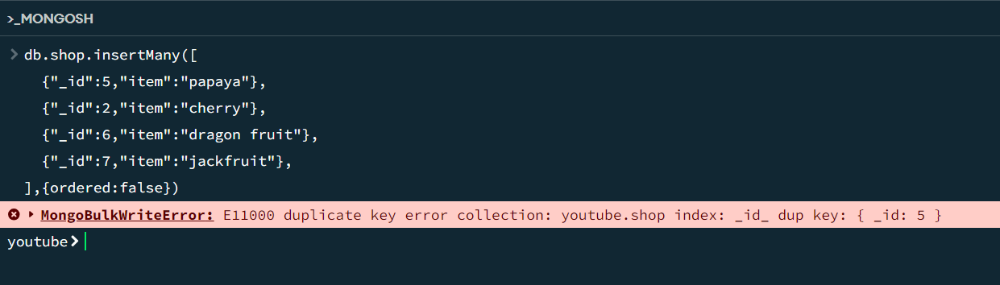 >_MONGOSH
> db.shop.insertMany([
{"_id":5,"item":"papaya"},
{"_id":2,"item":"cherry"},
{"_id":6,"item":"dragon fruit"},
{"_id":7,"item":"jackfruit"},
],{ordered:false})
MongoBulkWriteError: E11000 duplicate key error collection: youtube.shop index: _id_ dup key: { _id: 5 }
youtube>